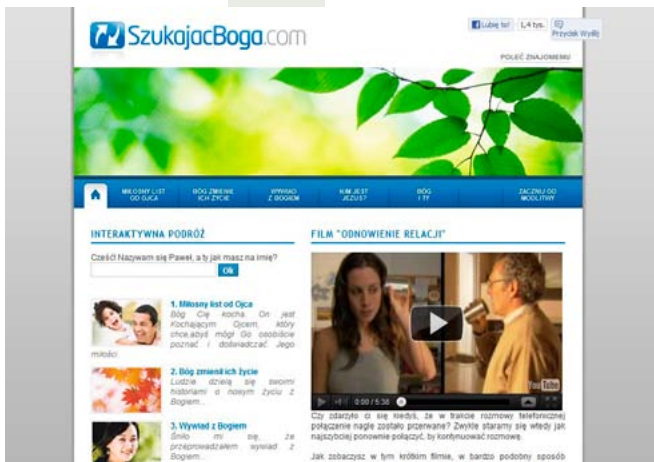 SzukajacBoga.com
Lubię to! 1,4 tys.
Przycisk Wyślij
POLEĆ ZNAJOMEMU
MIŁOSNY LIST
OD OJCA
BÓG ZMIENIŁ
ICH ŻYCIE
WYWIAD
Z BOGIEM
KIM JEST
JEZUS?
BÓG
I TY
ZACZNIJ OD
MODLITWY
INTERAKTYWNA PODRÓŻ
Cześć! Nazywam się Paweł, a ty jak masz na imię?
Ok
1. Miłosny list od Ojca
Bóg Cię kocha. On jest
Kochającym Ojcem, który
chce,abyś mógł Go osobiście
poznać i doświadczać Jego
miłości.
2. Bóg zmienił ich życie
Ludzie dzielą się swoimi
historiami o nowym życiu z
Bogiem...
3. Wywiad z Bogiem
Śniło mi się, że
przeprowadzałem wywiad z
Bogiem...
FILM "ODNOWIENIE RELACJI"
YouTube
0:00 / 5:38
Czy zdarzyło ci się kiedyś, że w trakcie rozmowy telefonicznej
połączenie nagle zostało przerwane? Zwykle staramy się wtedy jak
najszybciej ponownie połączyć, by kontynuować rozmowę.
Jak zobaczysz w tym krótkim filmie, w bardzo podobny sposób